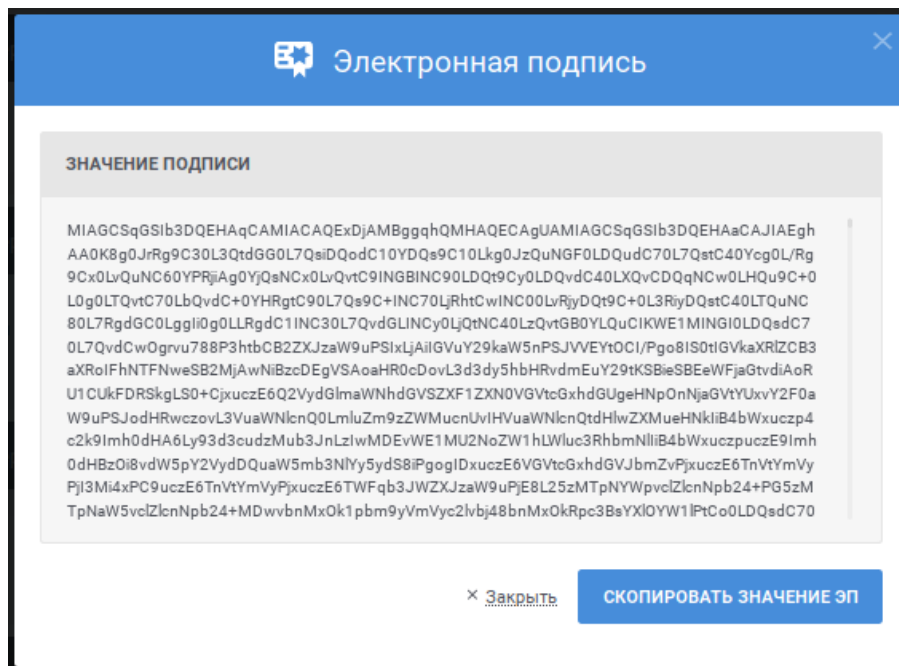 Электронная подпись
ЗНАЧЕНИЕ ПОДПИСИ
MIAGCSqGSIb3DQEHAqCAMIACAQExDjAMBggqhQMHAQECAgUAMIAGCSqGSIb3DQEHAaCAJIAEgh
AA0K8g0JrRg9C30L3QtdGG0L7QsiDQodC10YDQs9C10Lkg0JzQuNGF0LDQudC70L7QstC40Ycg0L/Rg
9Cx0LvQuNC60YPRjiAg0YjQsNCx0LvQvtC9INGBINC90LDQt9Cy0LDQvdC40LXQvCDQqNCw0LHQu9C+0
L0g0LTQvtC70LbQvdC+0YHRgtC90L7Qs9C+INC70LjRhtCwINC00LvRjyDQt9C+0L3RiyDQstC40LTQuNC
80L7RgdGC0LggIi0g0LLRgdC1INC30L7QvdGLINCy0LjQtNC40LzQvtGB0YLQuCIKWE1MINGI0LDQsdC7
0L7QvdCwOgrvu788P3htbCB2ZXJzaW9uPSIxLjAiIGVuY29kaW5nPSJVVEYtOCI/Pgo8IS0tIGVkaXRlZCB3
aXRoIFhNTFNweSB2MjAwNiBzcDEgVSAoaHR0cDovL3d3dy5hbHRvdmEuY29tKSBieSBEeWFjaGtvdiAoR
U1CUkFDRSkgLS0+CjxuczE6Q2VydGlmaWNhdGVSZXF1ZXN0VGVtcGxhdGUgeHNpOnNjaGVtYUxvY2F0a
W9uPSJodHRwczovL3VuaWNlcnQ0LmluZm9zZWMucnUvIHVuaWNlcnQtdHlwZXMueHNkIiB4bWxuczp4
c2k9Imh0dHA6Ly93d3cudzMub3JnLzIwMDEvWE1MU2NoZW1hLWluc3RhbmNlIiB4bWxuczpuczE9Imh
0dHBzOi8vdW5pY2VydDQuaW5mb3NlYy5ydS8iPgogIDxuczE6VGVtcGxhdGVJbmZvPjxuczE6TnVtYmVy
PjI3Mi4xPC9uczE6TnVtYmVyPjxuczE6TWFqb3JWZXJzaW9uPjE8L25zMTpNYWpvclZlcnNpb24+PG5zM
TpNaW5vclZlcnNpb24+MDwvbnMxOk1pbm9yVmVyc2lvbj48bnMxOkRpc3BsYXlOYW1lPtCo0LDQsdC70
× Закрыть
СКОПИРОВАТЬ ЗНАЧЕНИЕ ЭП